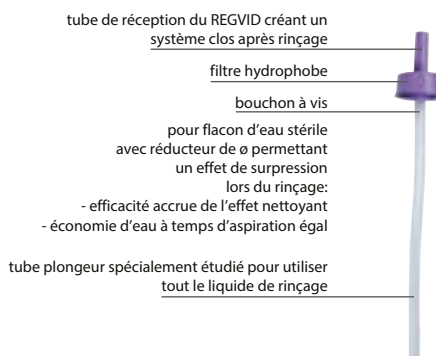 tube de réception du REGVID créant un
système clos après rinçage
filtre hydrophobe
bouchon à vis
pour flacon d'eau stérile
avec réducteur de ø permettant
un effet de surpression
lors du rinçage:
- efficacité accrue de l'effet nettoyant
- économie d'eau à temps d'aspiration égal
tube plongeur spécialement étudié pour utiliser
tout le liquide de rinçage